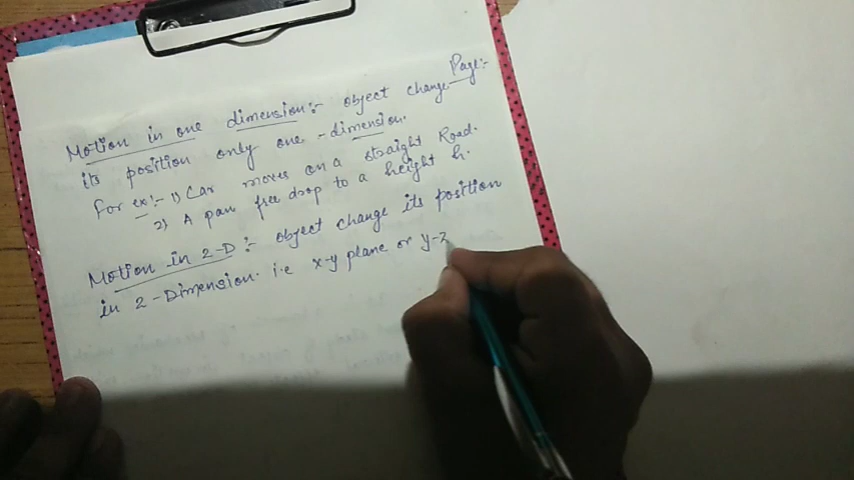 Page:-
Motion in one dimension:- object change
its position only one - dimension.
For ex:- 1) Car moves on a straight Road.
2) A pan free drop to a height h.
Motion in 2-D:- object change its position
in 2-Dimension. i.e x-y plane or y-z